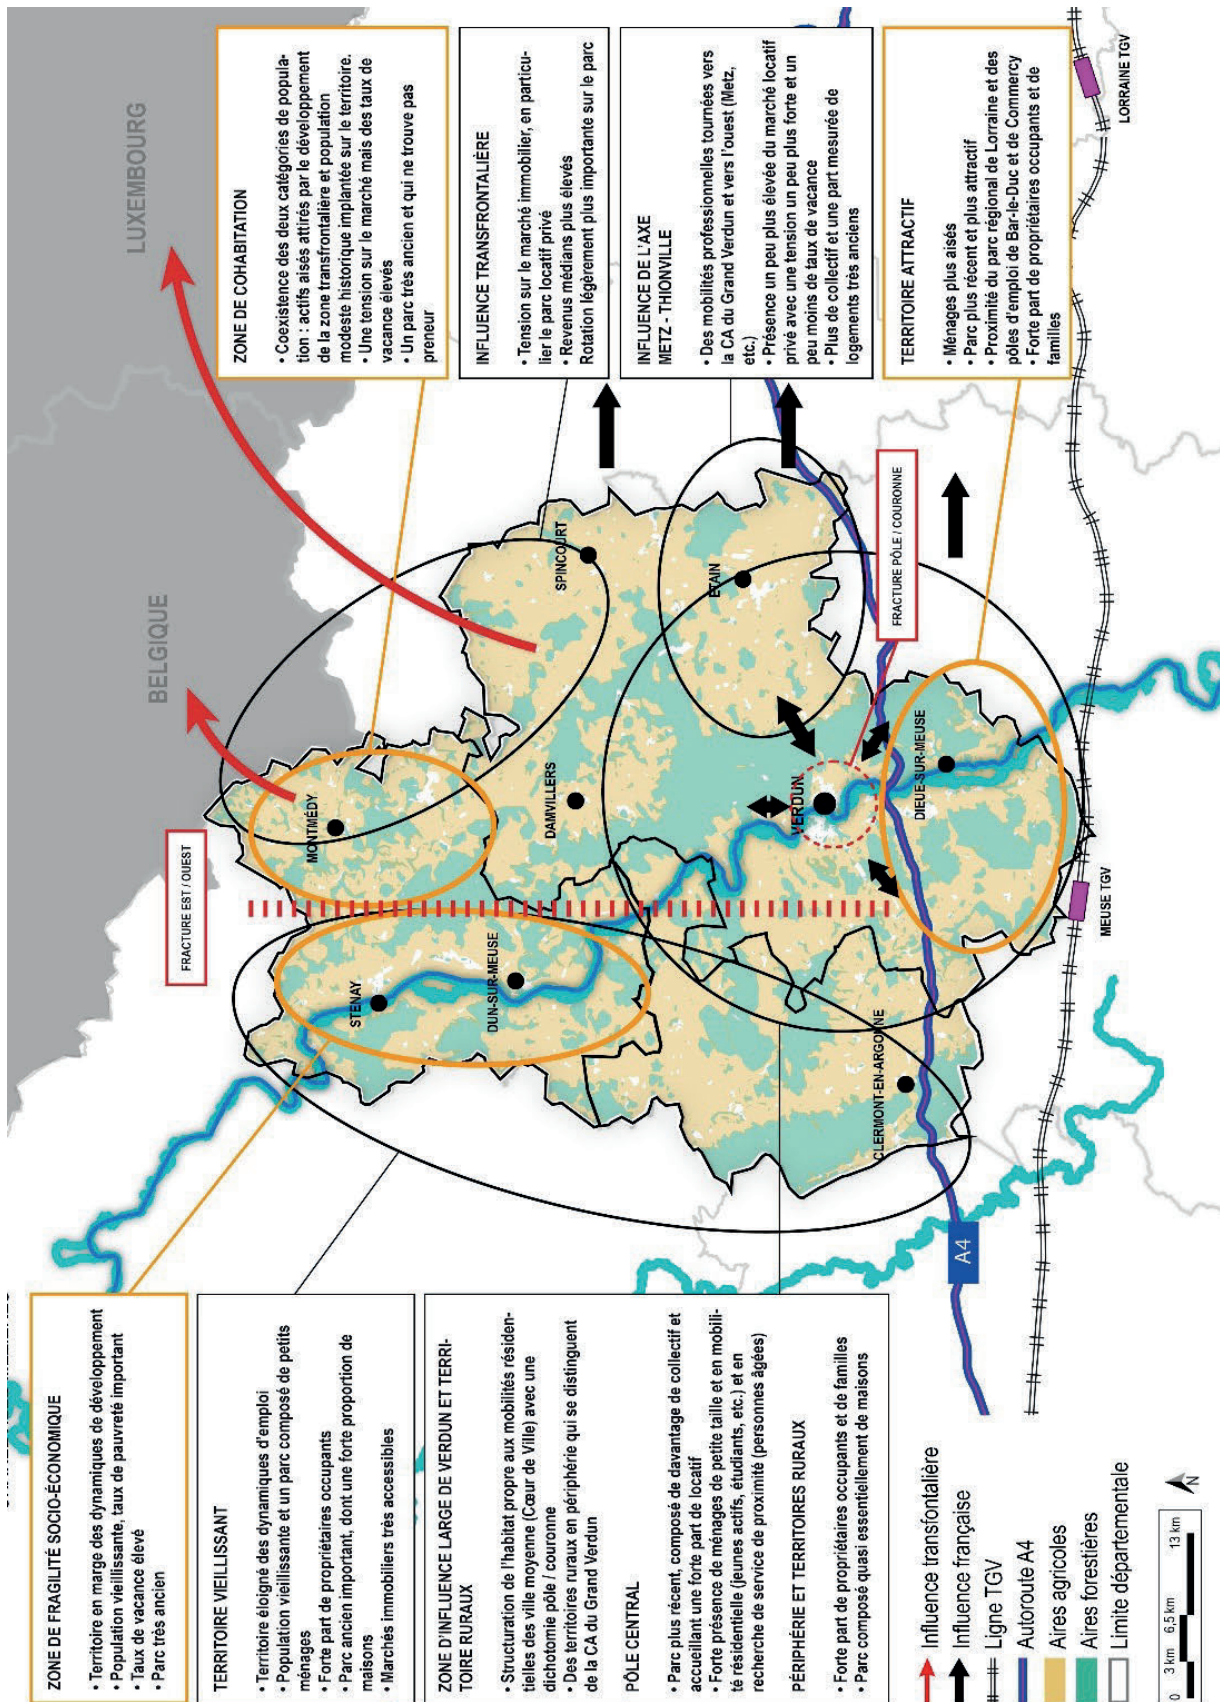 ZONE DE FRAGILITÉ SOCIO-ÉCONOMIQUE
• Territoire en marge des dynamiques de développement
• Population vieillissante, taux de pauvreté important
• Taux de vacance élevé
• Parc très ancien
TERRITOIRE VIEILLISSANT
• Territoire éloigné des dynamiques d'emploi
• Population vieillissante et un parc composé de petits
ménages
• Forte part de propriétaires occupants
• Parc ancien important, dont une forte proportion de
maisons
• Marchés immobiliers très accessibles
ZONE D'INFLUENCE LARGE DE VERDUN ET TERRI-
TOIRE RURAUX
• Structuration de l'habitat propre aux mobilités résiden-
tielles des ville moyenne (Cœur de Ville) avec une
dichotomie pôle / couronne
• Des territoires ruraux en périphérie qui se distinguent
de la CA du Grand Verdun
PÔLE CENTRAL
• Parc plus récent, composé de davantage de collectif et
accueillant une forte part de locatif
• Forte présence de ménages de petite taille et en mobili-
té résidentielle (jeunes actifs, étudiants, etc.) et en
recherche de service de proximité (personnes âgées)
PÉRIPHÉRIE ET TERRITOIRES RURAUX
• Forte part de propriétaires occupants et de familles
• Parc composé quasi essentiellement de maisons
Influence transfontalière
Influence française
Ligne TGV
Autoroute A4
Aires agricoles
Aires forestières
Limite départementale
0 3 km 6,5 km 13 km
N
BELGIQUE
LUXEMBOURG
FRACTURE EST / OUEST
MONTMÉDY
STENAY
DUN-SUR-MEUSE
DAMVILLERS
SPINCOURT
ETAIN
VERDUN
FRACTURE PÔLE / COURONNE
CLERMONT-EN-ARGONNE
DIEUE-SUR-MEUSE
A4
MEUSE TGV
LORRAINE TGV
ZONE DE COHABITATION
• Coexistence des deux catégories de popula-
tion : actifs aisés attirés par le développement
de la zone transfrontalière et population
modeste historique implantée sur le territoire.
• Une tension sur le marché mais des taux de
vacance élevés
• Un parc très ancien et qui ne trouve pas
preneur
INFLUENCE TRANSFRONTALIÈRE
• Tension sur le marché immobilier, en particu-
lier le parc locatif privé
• Revenus médians plus élevés
Rotation légèrement plus importante sur le parc
INFLUENCE DE L'AXE
METZ - THIONVILLE
• Des mobilités professionnelles tournées vers
la CA du Grand Verdun et vers l'ouest (Metz,
etc.)
• Présence un peu plus élevée du marché locatif
privé avec une tension un peu plus forte et un
peu moins de taux de vacance
• Plus de collectif et une part mesurée de
logements très anciens
TERRITOIRE ATTRACTIF
• Ménages plus aisés
• Parc plus récent et plus attractif
• Proximité du parc régional de Lorraine et des
pôles d'emploi de Bar-le-Duc et de Commercy
• Forte part de propriétaires occupants et de
familles